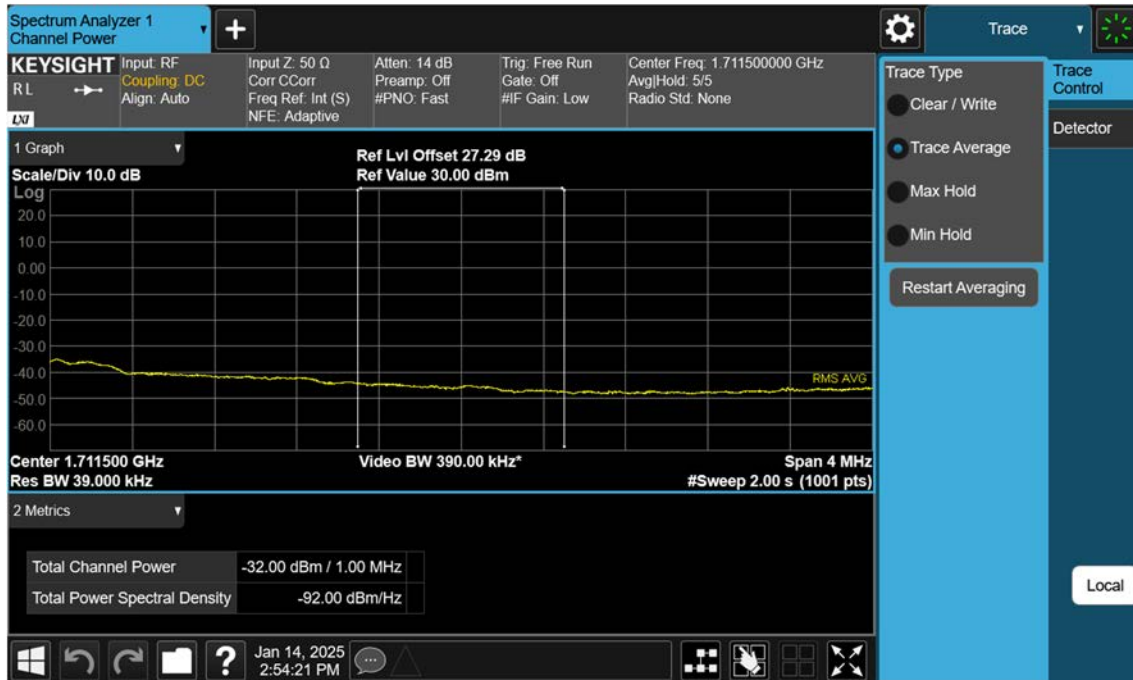 Spectrum Analyzer 1
Channel Power
+
Trace
KEYSIGHT
R L
LXI
Input: RF
Coupling: DC
Align: Auto
Input Z: 50 Ω
Corr CCorr
Freq Ref: Int (S)
NFE: Adaptive
Atten: 14 dB
Preamp: Off
#PNO: Fast
Trig: Free Run
Gate: Off
#IF Gain: Low
Center Freq: 1.711500000 GHz
Avg|Hold: 5/5
Radio Std: None
Trace Type
Clear / Write
Trace Average
Max Hold
Min Hold
Restart Averaging
Trace
Control
Detector
Local
1 Graph
Scale/Div 10.0 dB
Ref Lvl Offset 27.29 dB
Ref Value 30.00 dBm
Log
20.0
10.0
0.00
-10.0
-20.0
-30.0
-40.0
-50.0
-60.0
RMS AVG
Center 1.711500 GHz
Res BW 39.000 kHz
Video BW 390.00 kHz*
Span 4 MHz
#Sweep 2.00 s (1001 pts)
2 Metrics
Total Channel Power -32.00 dBm / 1.00 MHz
Total Power Spectral Density -92.00 dBm/Hz
?
Jan 14, 2025
2:54:21 PM